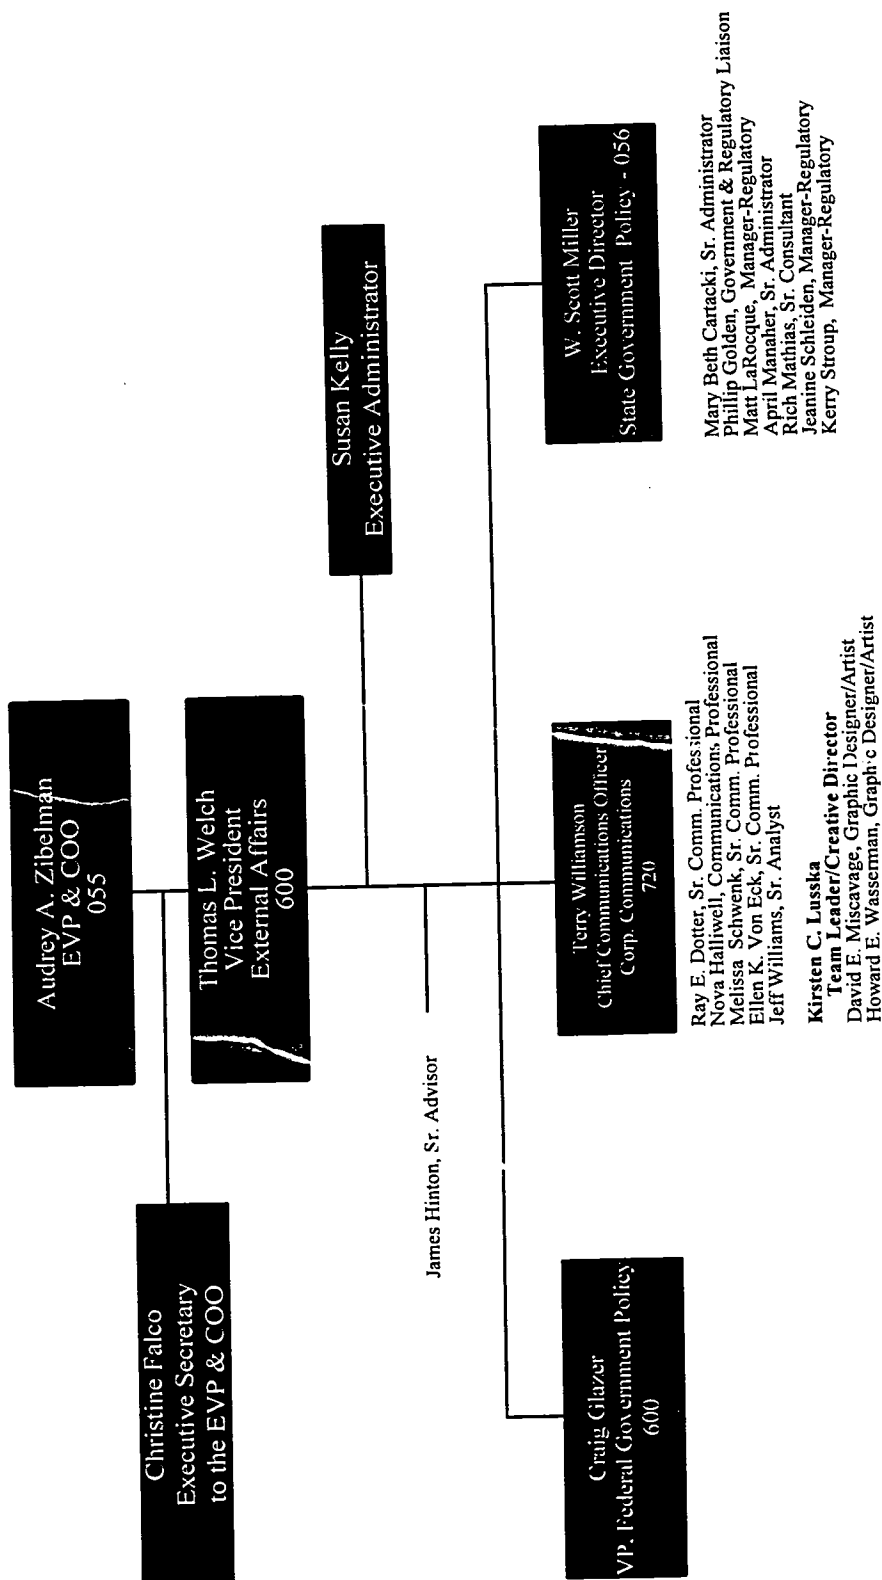 Audrey A. Zibelman
EVP & COO
055
Christine Falco
Executive Secretary
to the EVP & COO
Thomas L. Welch
Vice President
External Affairs
600
Susan Kelly
Executive Administrator
James Hinton, Sr. Advisor
Craig Glazer
VP, Federal Government Policy
600
Terry Williamson
Chief Communications Officer
Corp. Communications
720
W. Scott Miller
Executive Director
State Government Policy - 056
Ray E. Dotter, Sr. Comm. Professional
Nova Halliwell, Communications Professional
Melissa Schwenk, Sr. Comm. Professional
Ellen K. Von Eck, Sr. Comm. Professional
Jeff Williams, Sr. Analyst
Kirsten C. Lusska
Team Leader/Creative Director
David E. Miscavage, Graphic Designer/Artist
Howard E. Wasserman, Graphic Designer/Artist
Mary Beth Cartacki, Sr. Administrator
Phillip Golden, Government & Regulatory Liaison
Matt LaRocque, Manager-Regulatory
April Manaher, Sr. Administrator
Rich Mathias, Sr. Consultant
Jeanine Schleiden, Manager-Regulatory
Kerry Stroup, Manager-Regulatory